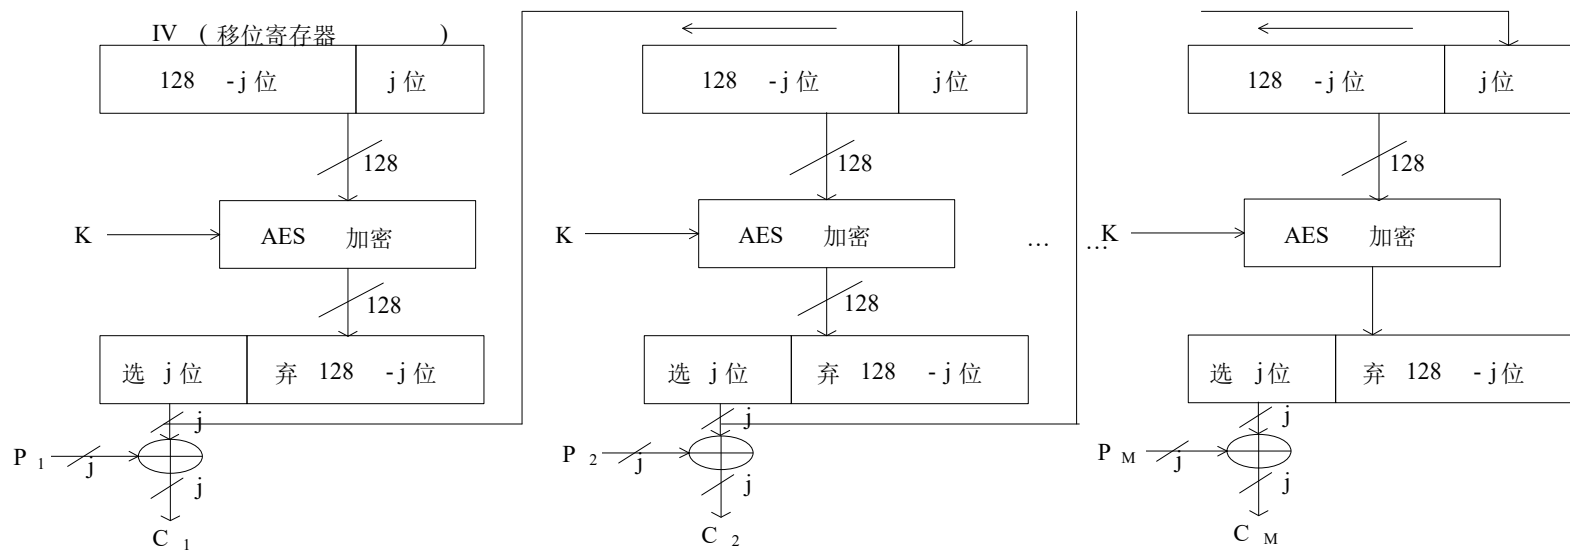 IV ( 移位寄存器 )
128 -j 位 j 位 128 -j 位 j 位 128 -j 位 j 位
128 128 128
K AES 加密 K AES 加密 … … K AES 加密
128 128
选 j 位 弃 128 -j 位 选 j 位 弃 128 -j 位 选 j 位 弃 128 -j 位
j j j
P 1 j P 2 j P M j
j j j
C 1 C 2 C M